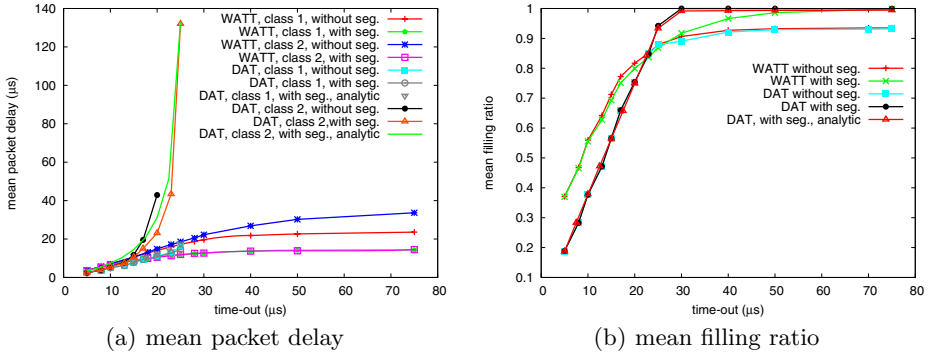 140
120
100
80
60
40
20
0
0 10 20 30 40 50 60 70 80
mean packet delay (μs)
time-out (μs)
WATT, class 1, without seg.
WATT, class 1, with seg.
WATT, class 2, without seg.
WATT, class 2, with seg.
DAT, class 1, without seg.
DAT, class 1, with seg.
DAT, class 1, with seg., analytic
DAT, class 2, without seg.
DAT, class 2,with seg.
DAT, class 2, with seg., analytic
(a) mean packet delay
1
0.9
0.8
0.7
0.6
0.5
0.4
0.3
0.2
0.1
0 10 20 30 40 50 60 70 80
mean filling ratio
time-out (μs)
WATT without seg.
WATT with seg.
DAT without seg.
DAT with seg.
DAT, with seg., analytic
(b) mean filling ratio